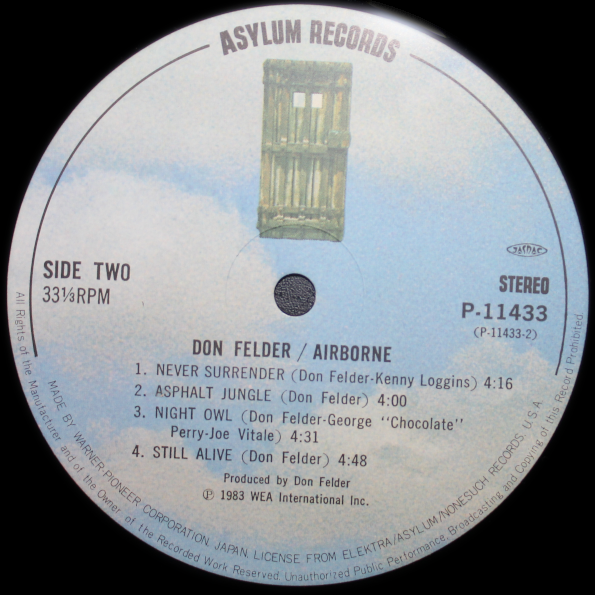 ASYLUM RECORDS
SIDE TWO
33⅓RPM
JASRAC
STEREO
P-11433
(P-11433-2)
DON FELDER / AIRBORNE
1. NEVER SURRENDER (Don Felder-Kenny Loggins) 4:16
2. ASPHALT JUNGLE (Don Felder) 4:00
3. NIGHT OWL (Don Felder-George "Chocolate"
Perry-Joe Vitale) 4:31
4. STILL ALIVE (Don Felder) 4:48
Produced by Don Felder
℗ 1983 WEA International Inc.
MADE BY WARNER-PIONEER CORPORATION, JAPAN, LICENSE FROM ELEKTRA/ASYLUM/NONESUCH RECORDS, U.S.A.
All Rights of the Manufacturer and of the Owner of the Recorded Work Reserved. Unauthorized Public Performance, Broadcasting and Copying of this Record Prohibited.